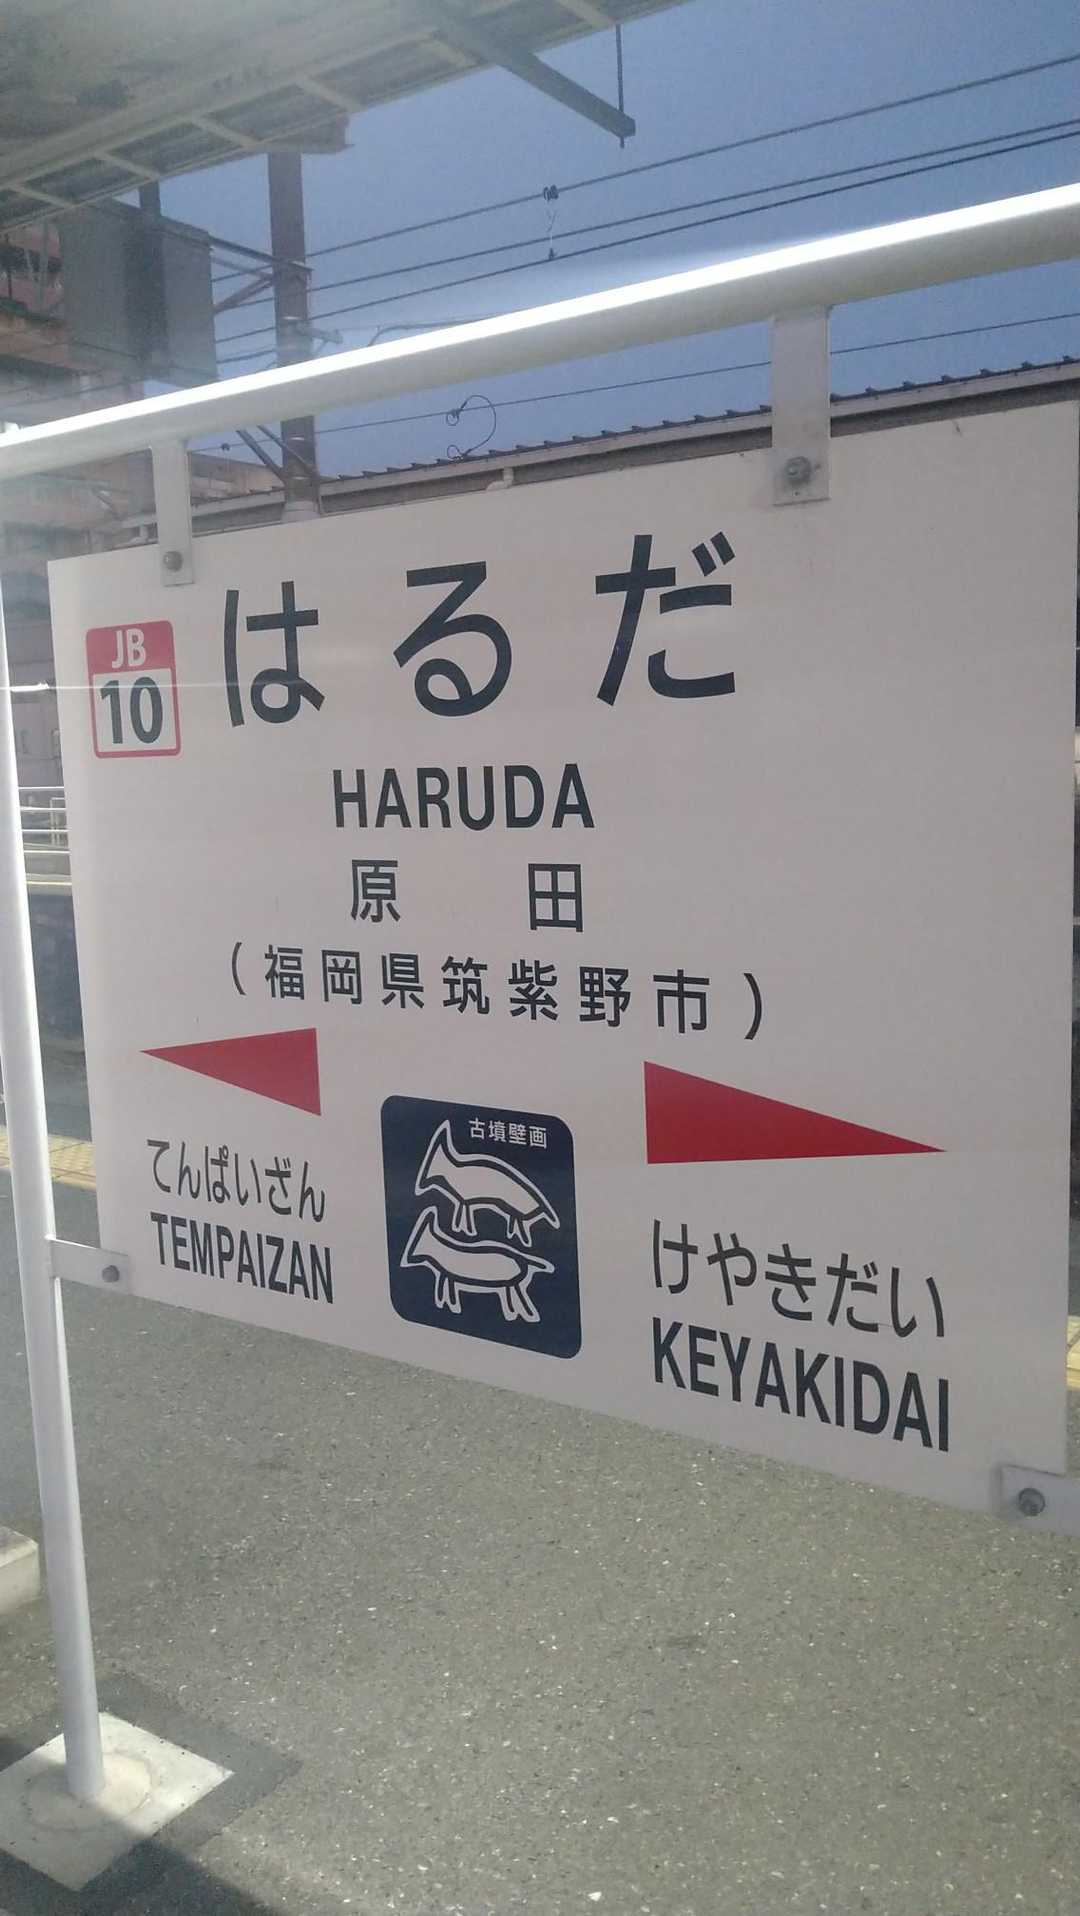 JB
10
はるだ
HARUDA
原田
(福岡県筑紫野市)
てんぱいざん
TEMPAIZAN
古墳壁画
けやきだい
KEYAKIDAI